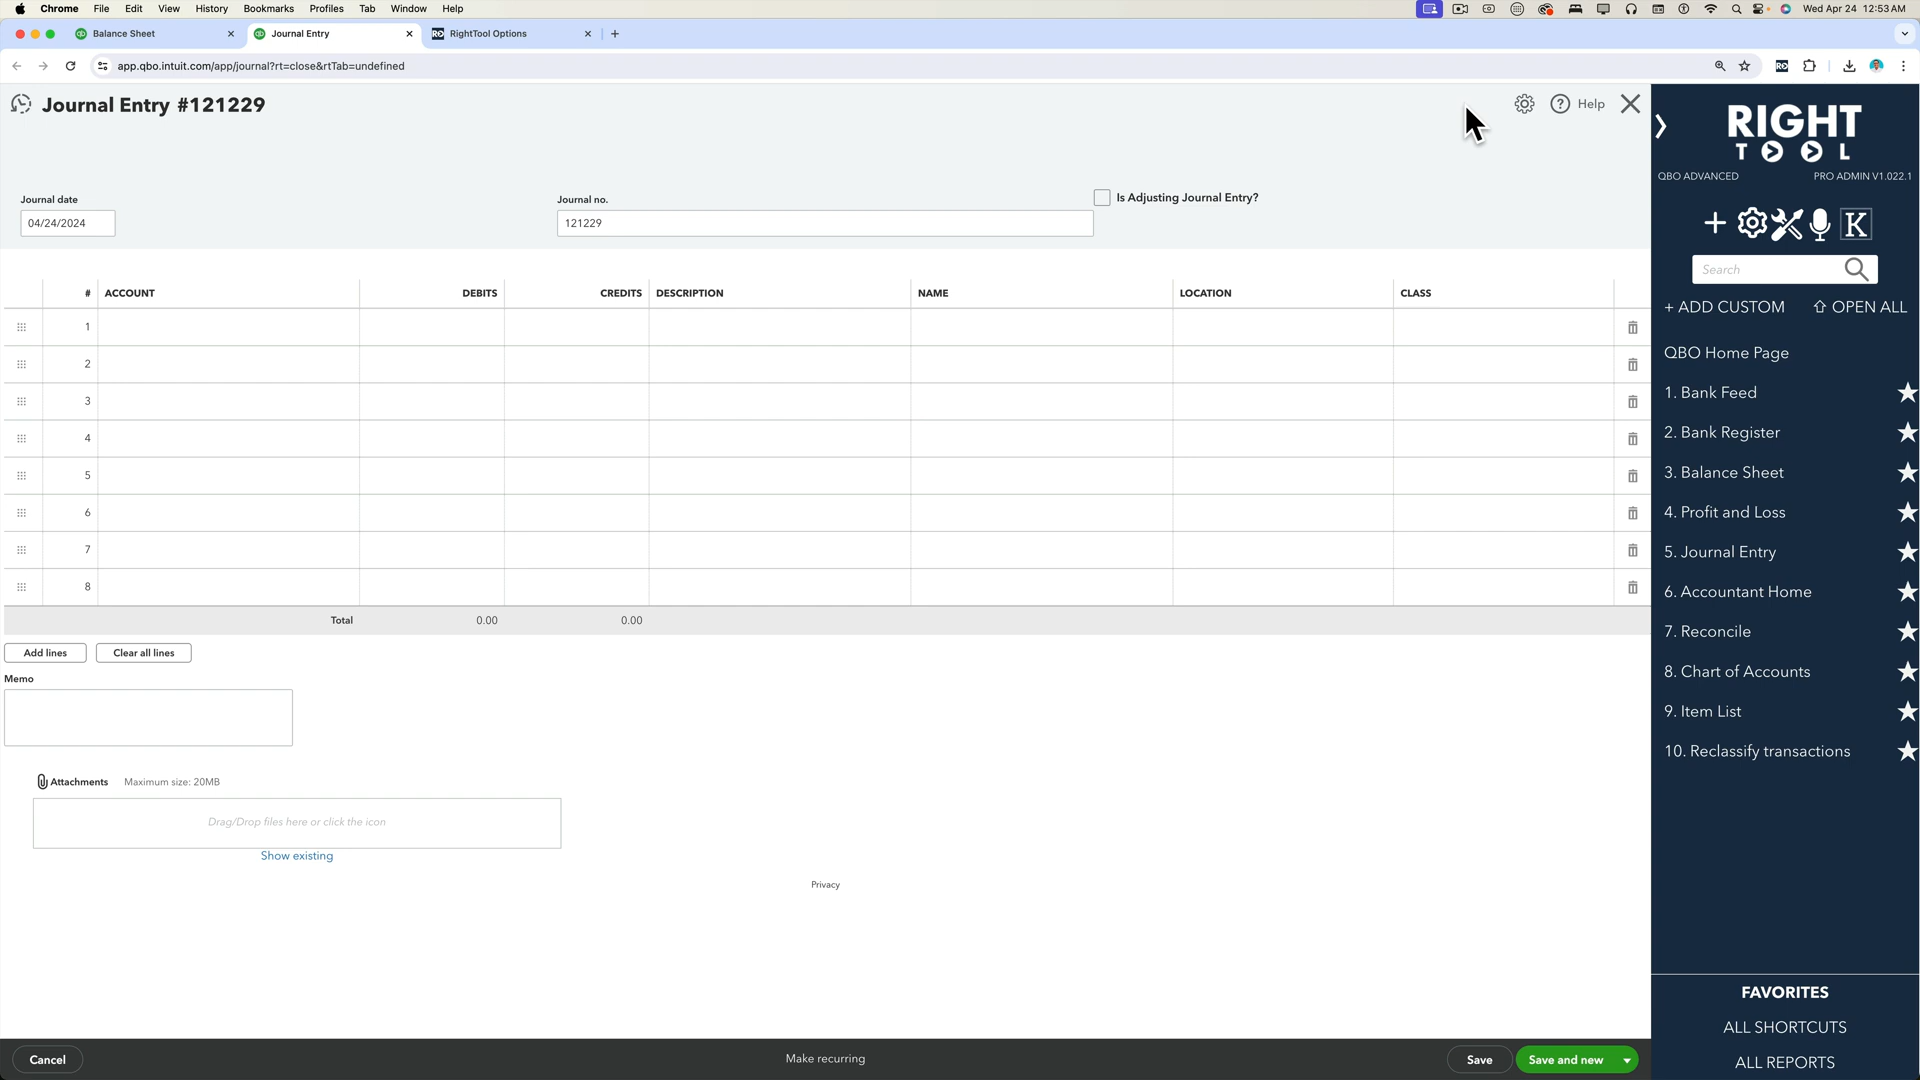 Chrome File Edit View History Bookmarks Profiles Tab Window Help Wed Apr 24 12:53 AM
Balance Sheet Journal Entry RightTool Options
app.qbo.intuit.com/app/journal?rt=close&rtTab=undefined
Journal Entry #121229
Help
Journal date
04/24/2024
Journal no.
121229
Is Adjusting Journal Entry?
# ACCOUNT DEBITS CREDITS DESCRIPTION NAME LOCATION CLASS
1
2
3
4
5
6
7
8
Total 0.00 0.00
Add lines Clear all lines
Memo
Attachments Maximum size: 20MB
Drag/Drop files here or click the icon
Show existing
Privacy
Cancel Make recurring Save Save and new
RIGHT
TOOL
QBO ADVANCED PRO ADMIN V1.022.1
K
Search
+ ADD CUSTOM OPEN ALL
QBO Home Page
1. Bank Feed
2. Bank Register
3. Balance Sheet
4. Profit and Loss
5. Journal Entry
6. Accountant Home
7. Reconcile
8. Chart of Accounts
9. Item List
10. Reclassify transactions
FAVORITES
ALL SHORTCUTS
ALL REPORTS